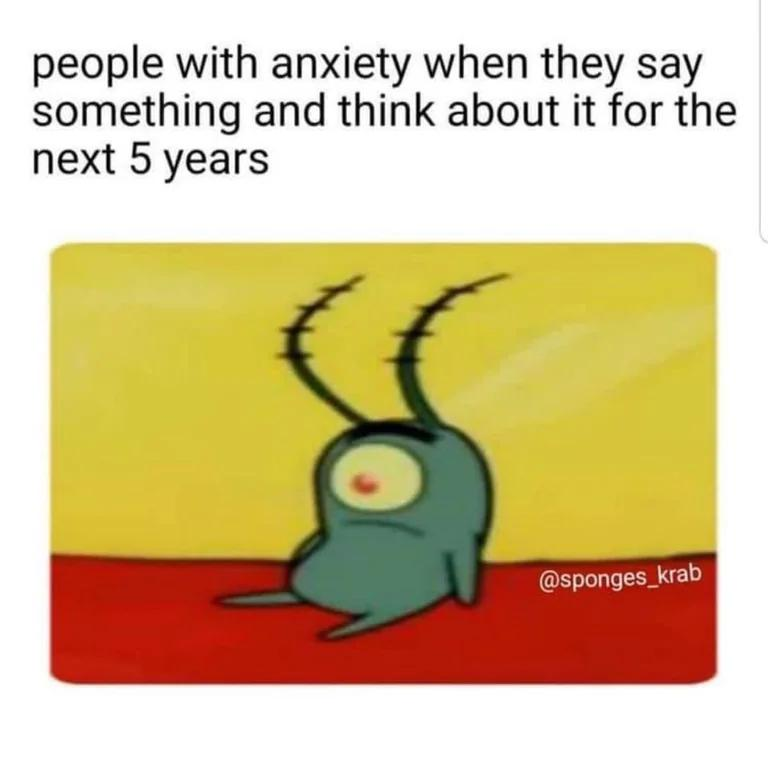 people with anxiety when they say
something and think about it for the
next 5 years
@sponges_krab